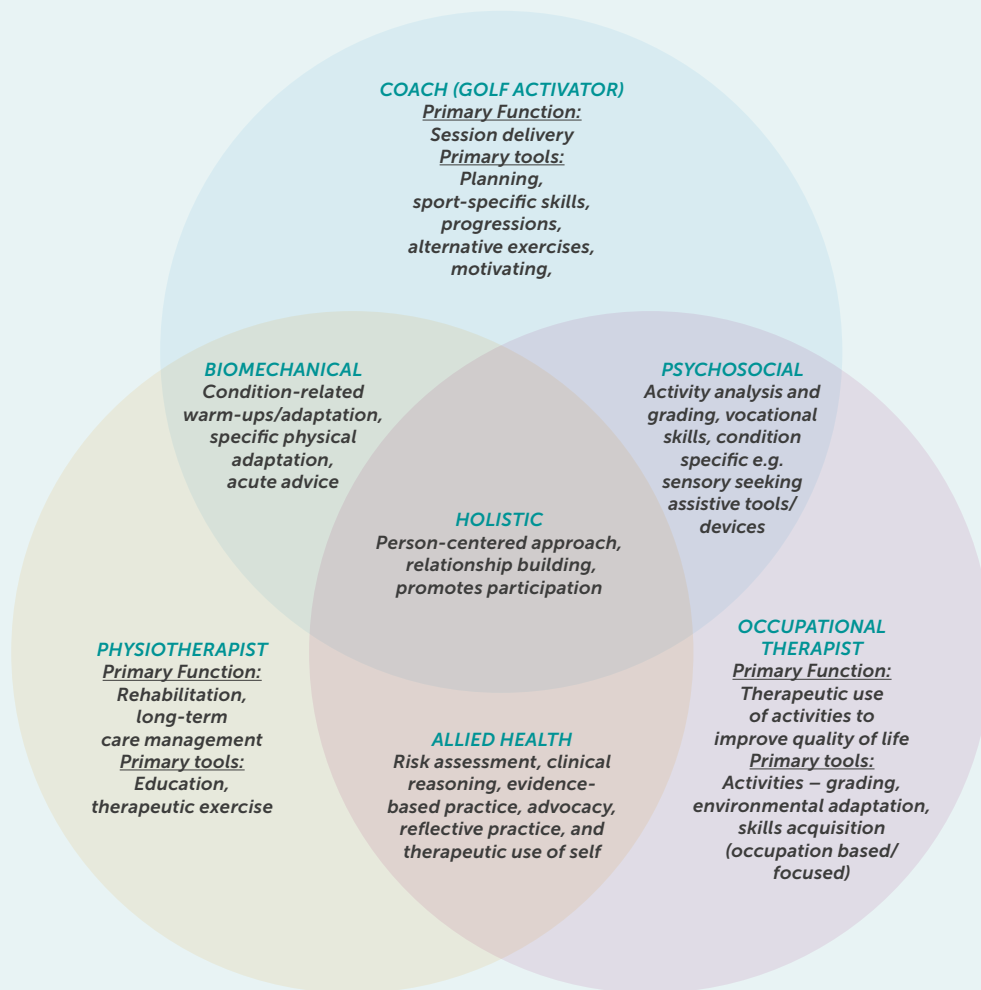 COACH (GOLF ACTIVATOR)
Primary Function:
Session delivery
Primary tools:
Planning,
sport-specific skills,
progressions,
alternative exercises,
motivating,
BIOMECHANICAL
Condition-related
warm-ups/adaptation,
specific physical
adaptation,
acute advice
PSYCHOSOCIAL
Activity analysis and
grading, vocational
skills, condition
specific e.g.
sensory seeking
assistive tools/
devices
HOLISTIC
Person-centered approach,
relationship building,
promotes participation
PHYSIOTHERAPIST
Primary Function:
Rehabilitation,
long-term
care management
Primary tools:
Education,
therapeutic exercise
ALLIED HEALTH
Risk assessment, clinical
reasoning, evidence-
based practice, advocacy,
reflective practice, and
therapeutic use of self
OCCUPATIONAL
THERAPIST
Primary Function:
Therapeutic use
of activities to
improve quality of life
Primary tools:
Activities – grading,
environmental adaptation,
skills acquisition
(occupation based/
focused)